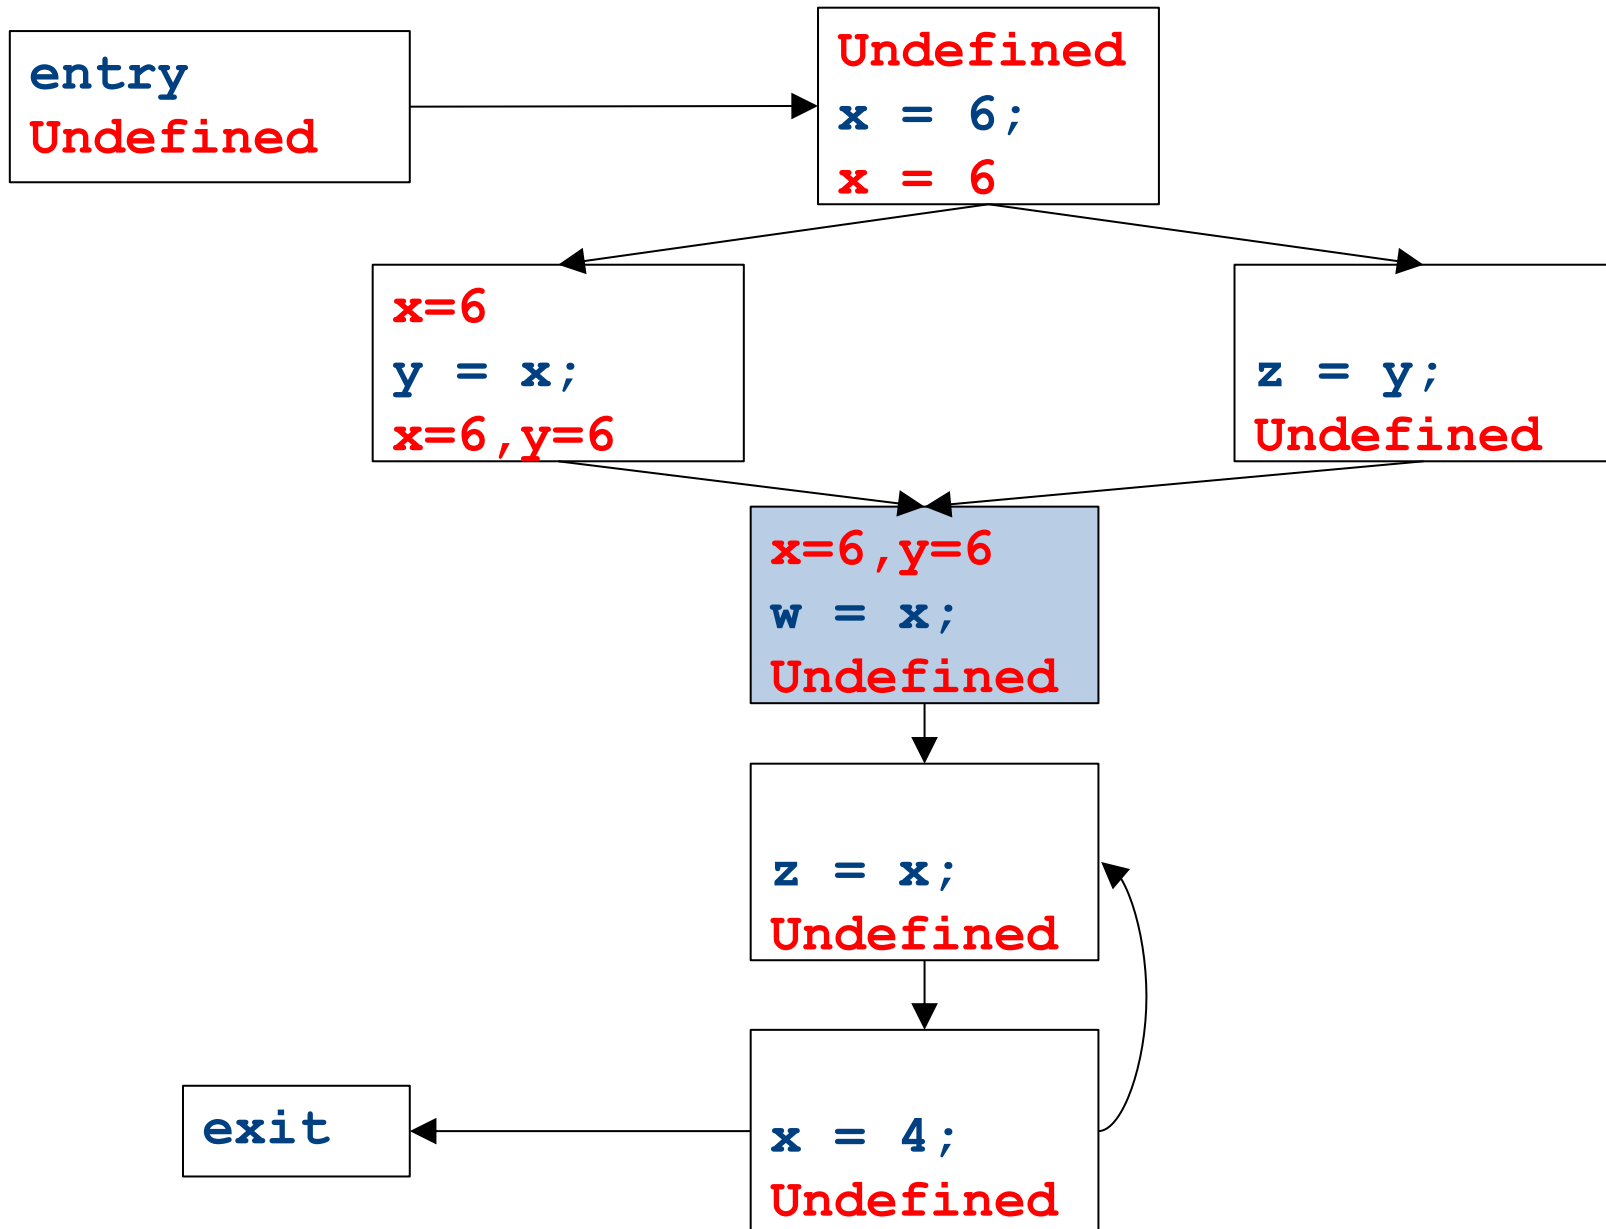 entry
Undefined
Undefined
x = 6;
x = 6
x=6
y = x;
x=6,y=6
z = y;
Undefined
x=6,y=6
w = x;
Undefined
z = x;
Undefined
exit
x = 4;
Undefined